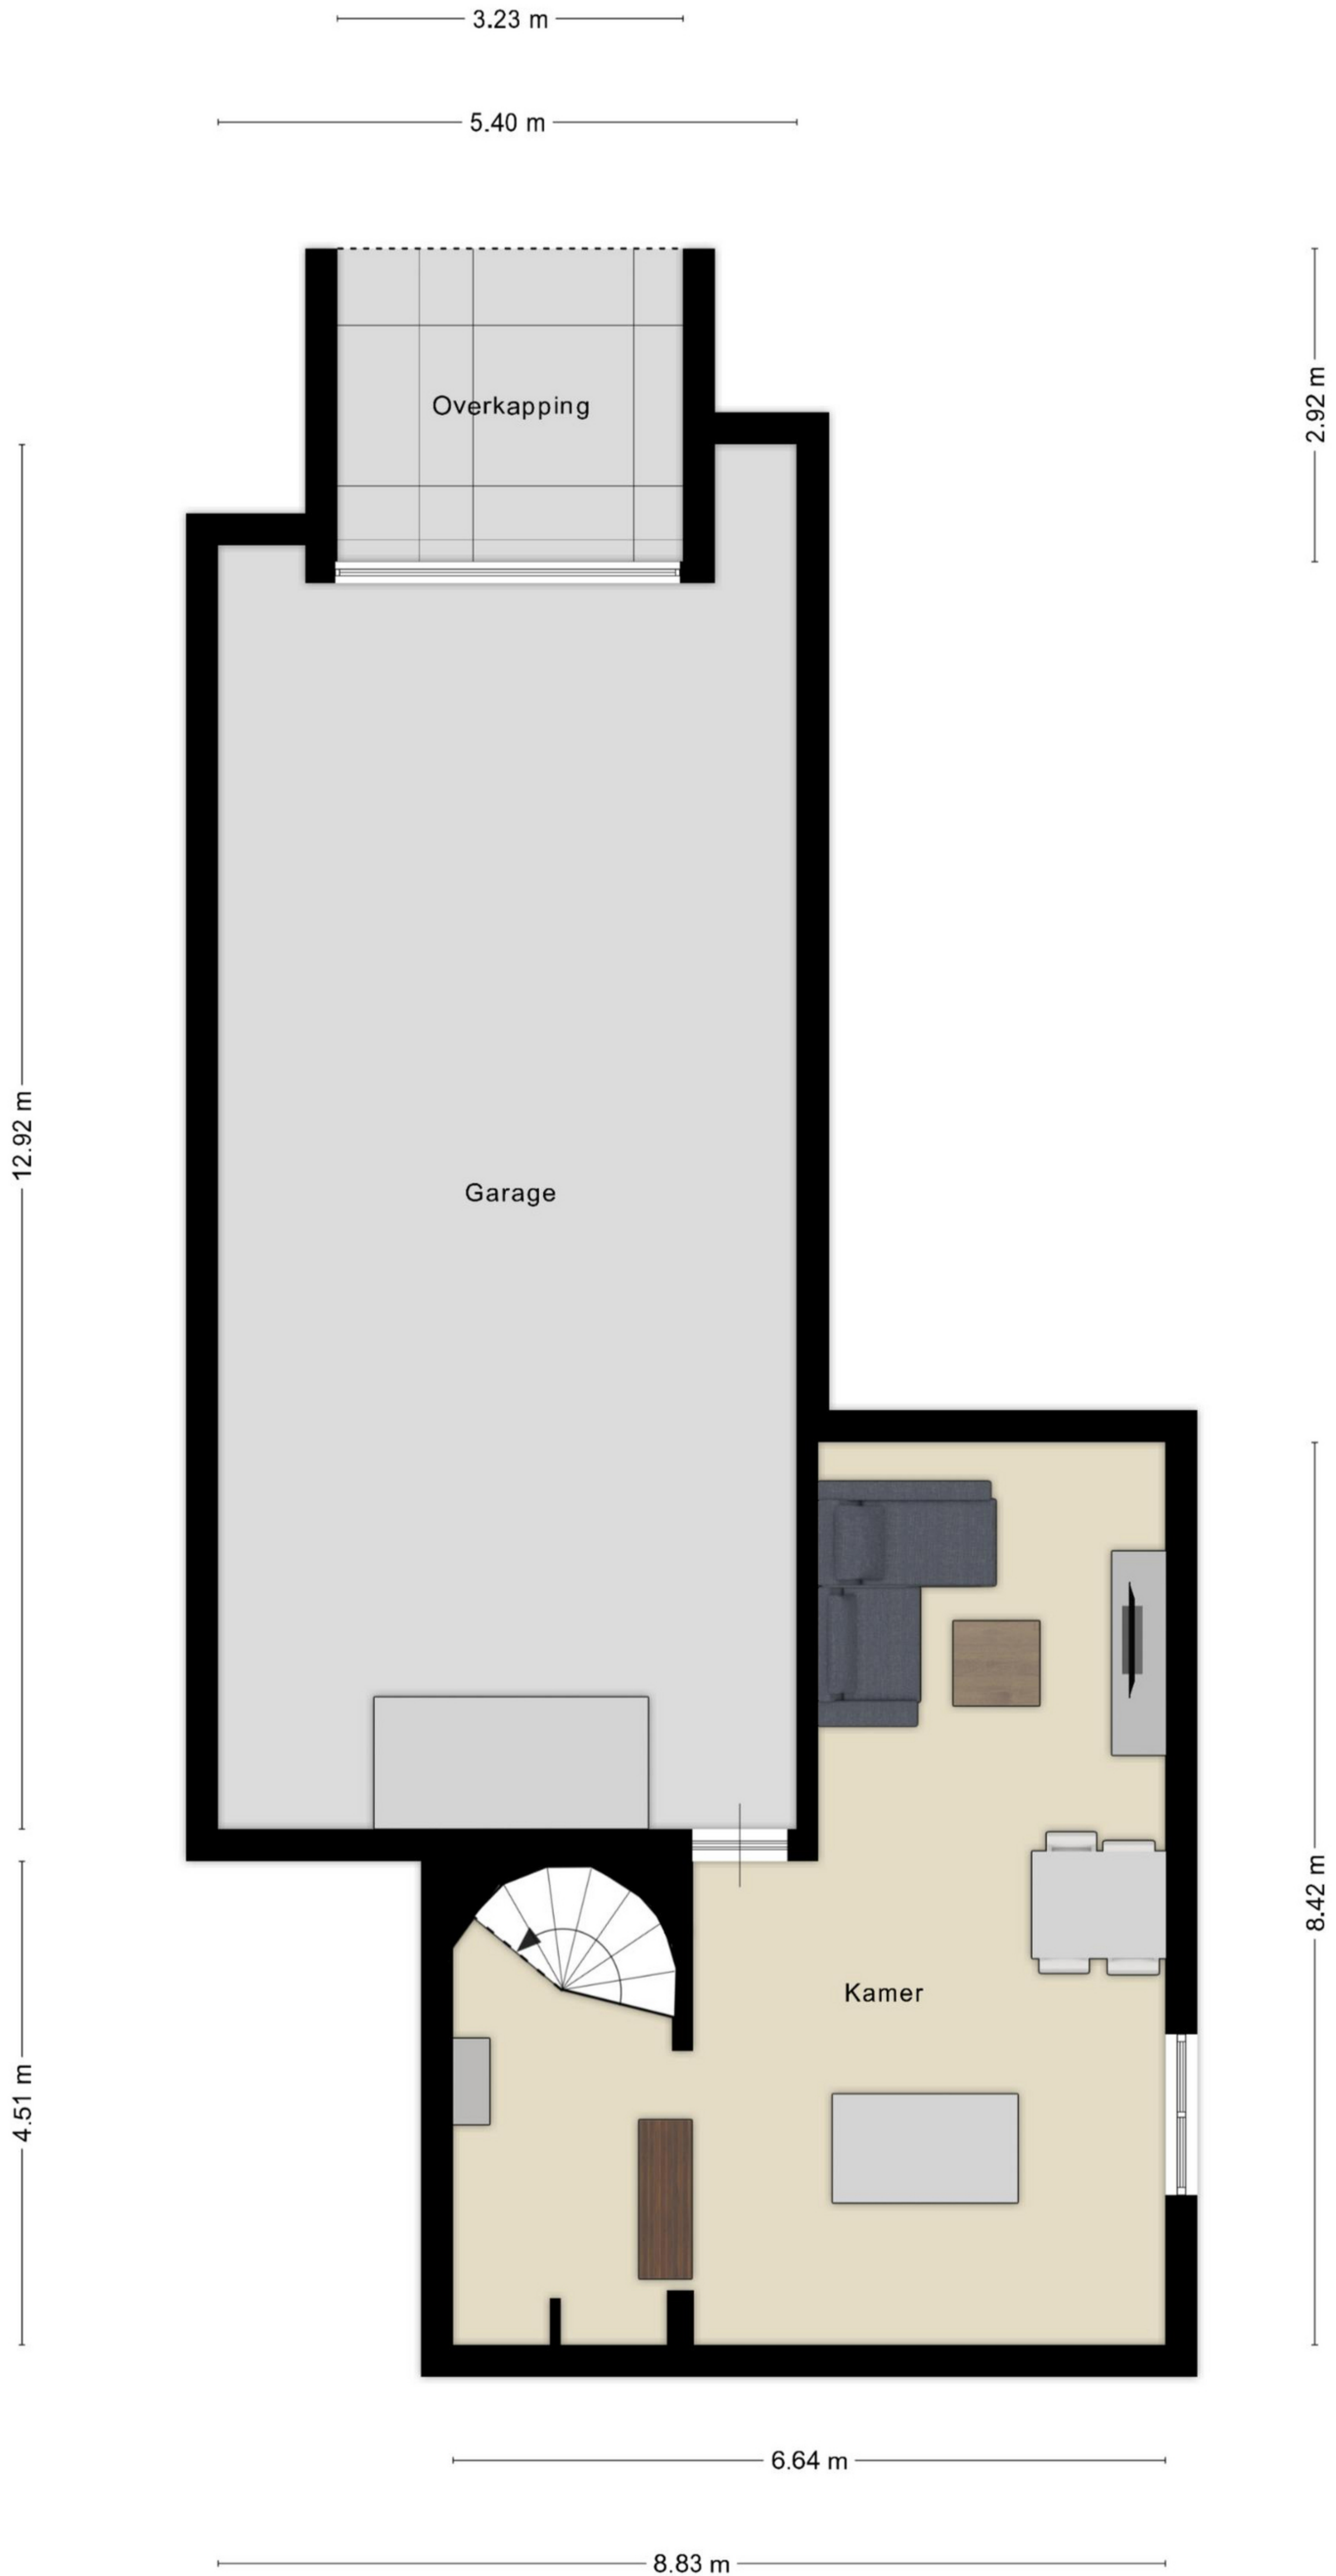 3.23 m
5.40 m
Overkapping
2.92 m
12.92 m
Garage
8.42 m
4.51 m
Kamer
6.64 m
8.83 m